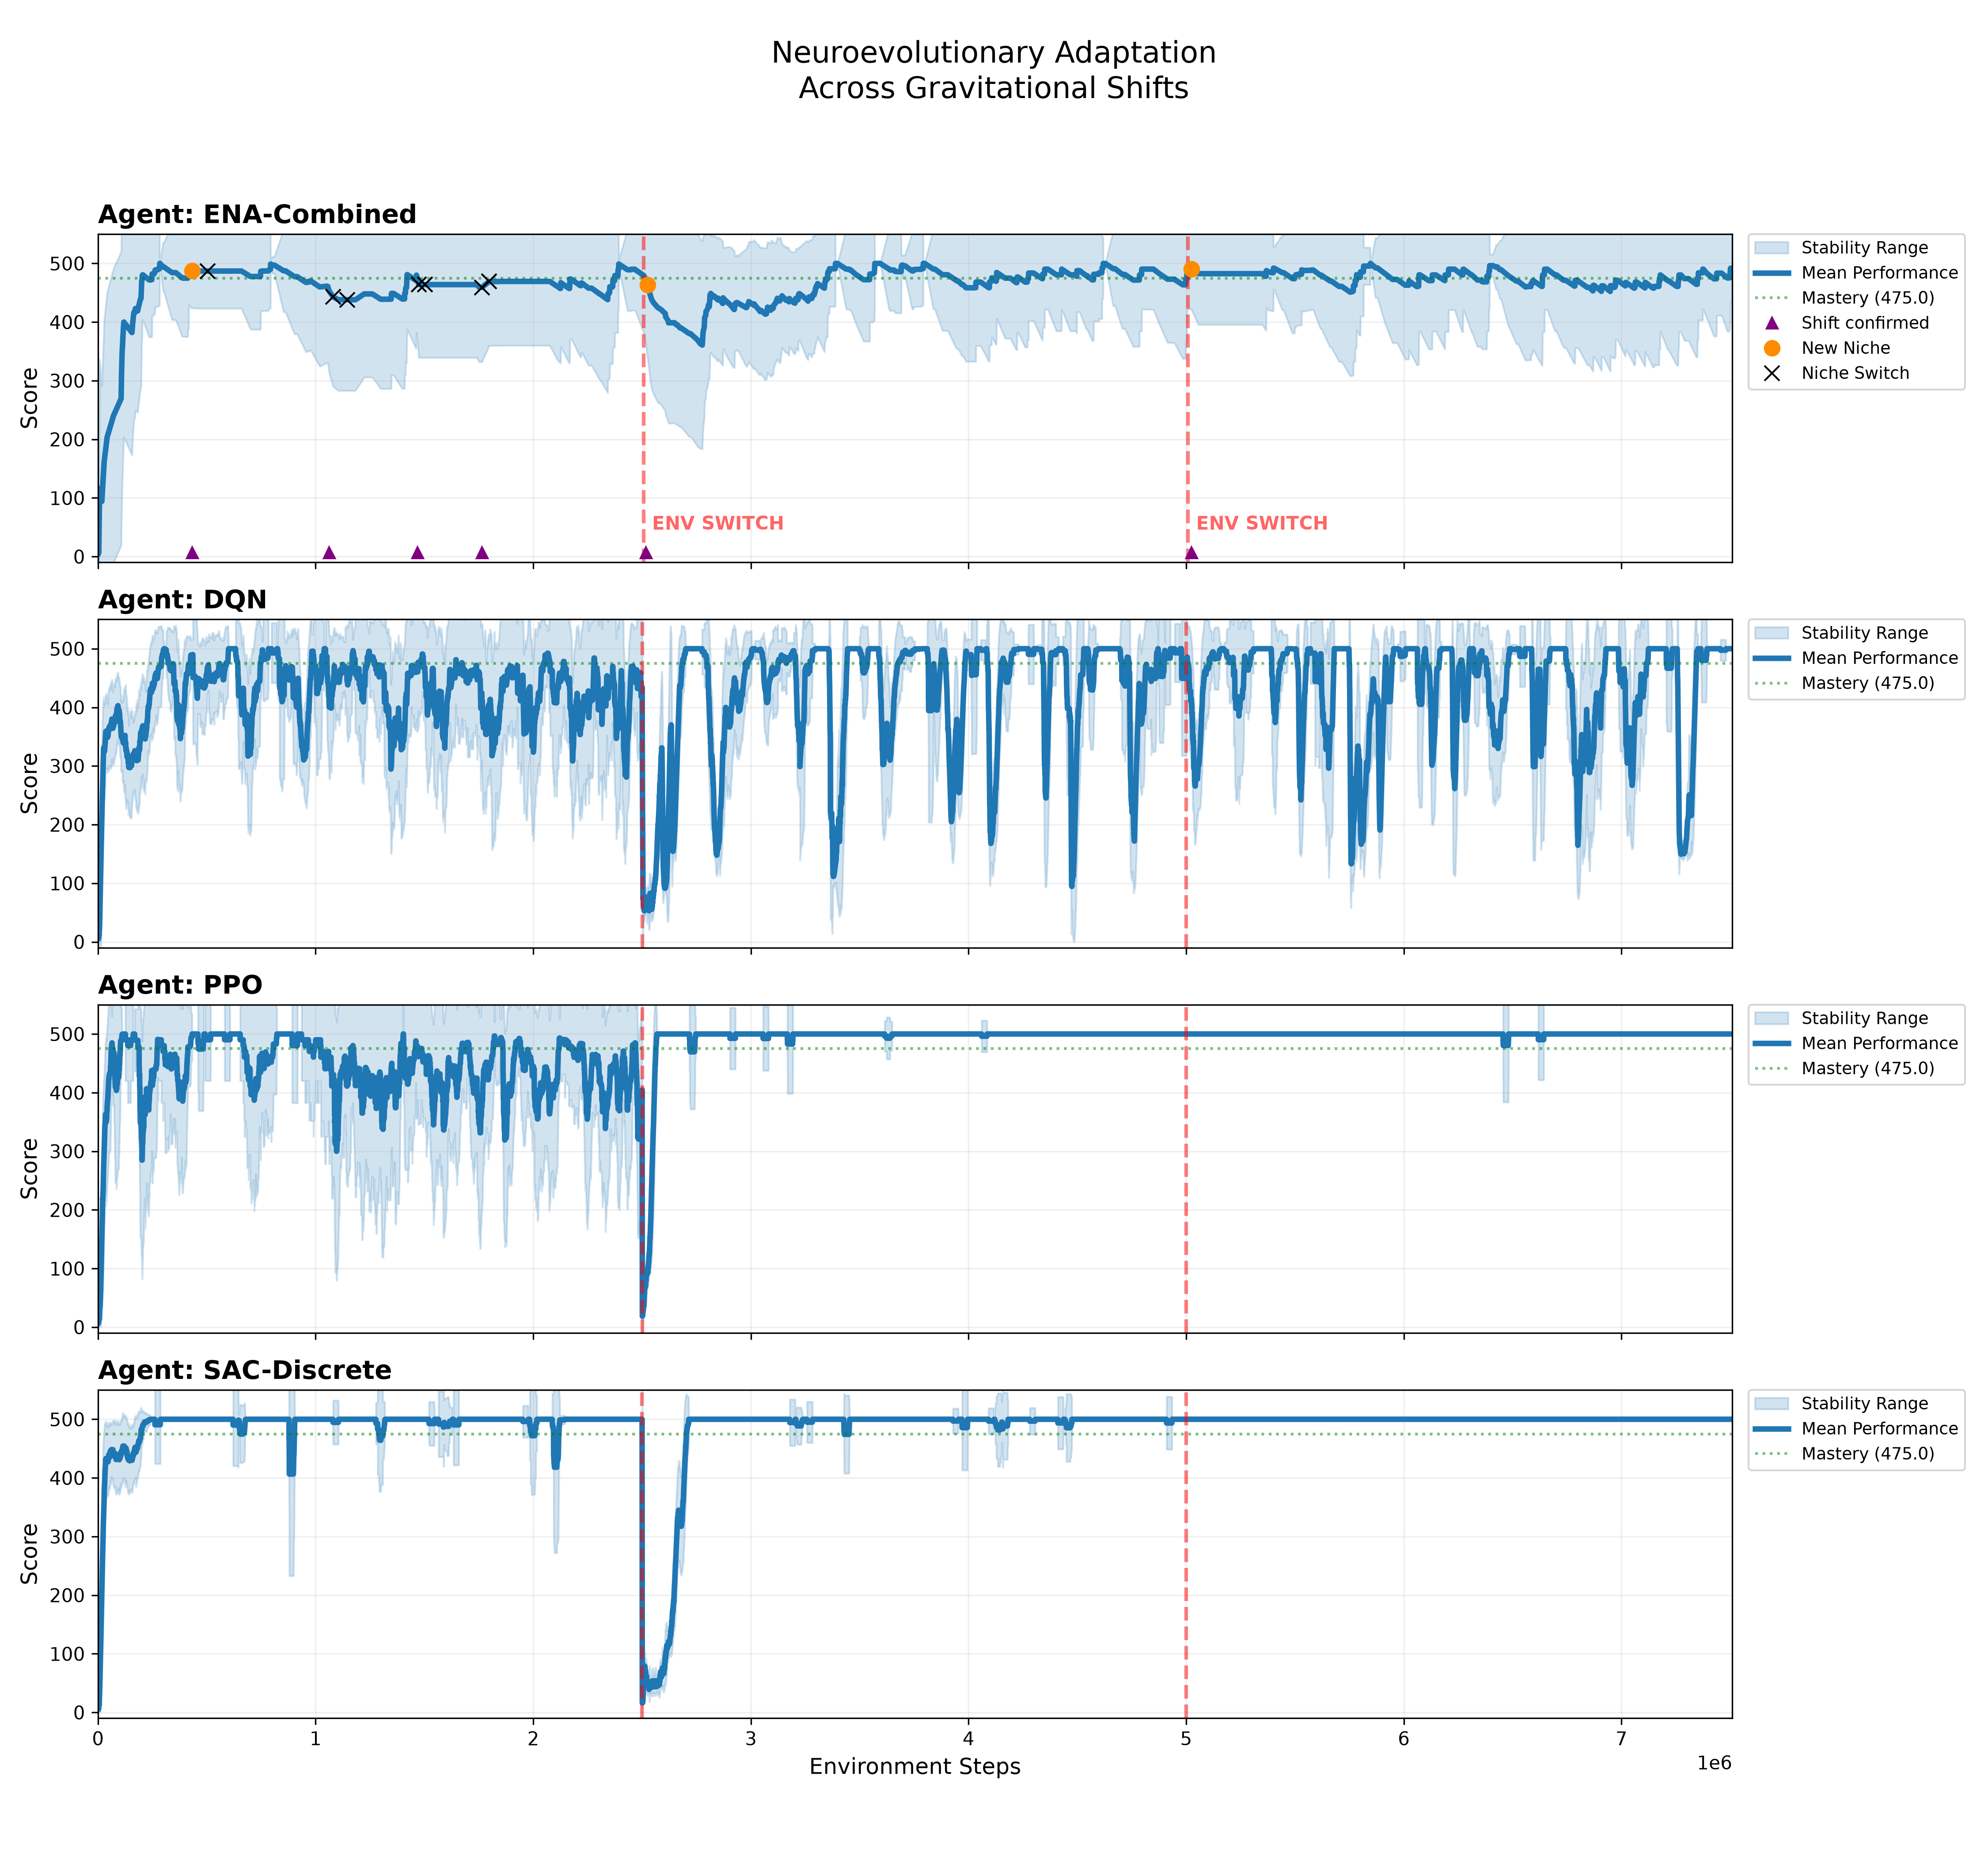 Neuroevolutionary Adaptation
Across Gravitational Shifts
Agent: ENA-Combined
Score
500
400
300
200
100
0
ENV SWITCH
ENV SWITCH
Stability Range
Mean Performance
Mastery (475.0)
Shift confirmed
New Niche
Niche Switch
Agent: DQN
Score
500
400
300
200
100
0
Stability Range
Mean Performance
Mastery (475.0)
Agent: PPO
Score
500
400
300
200
100
0
Stability Range
Mean Performance
Mastery (475.0)
Agent: SAC-Discrete
Score
500
400
300
200
100
0
Stability Range
Mean Performance
Mastery (475.0)
0 1 2 3 4 5 6 7
1e6
Environment Steps